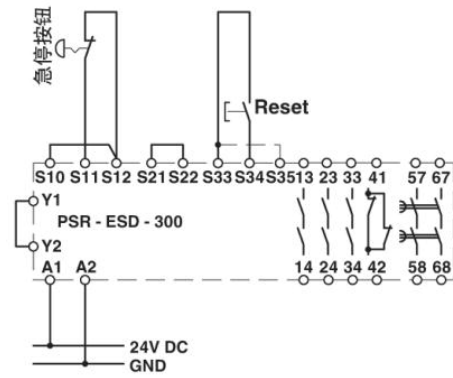 急停按钮
Reset
S10 S11 S12 S21 S22 S33 S34 S35 13 23 33 41 57 67
Y1
PSR - ESD - 300
Y2
A1 A2 14 24 34 42 58 68
24V DC
GND